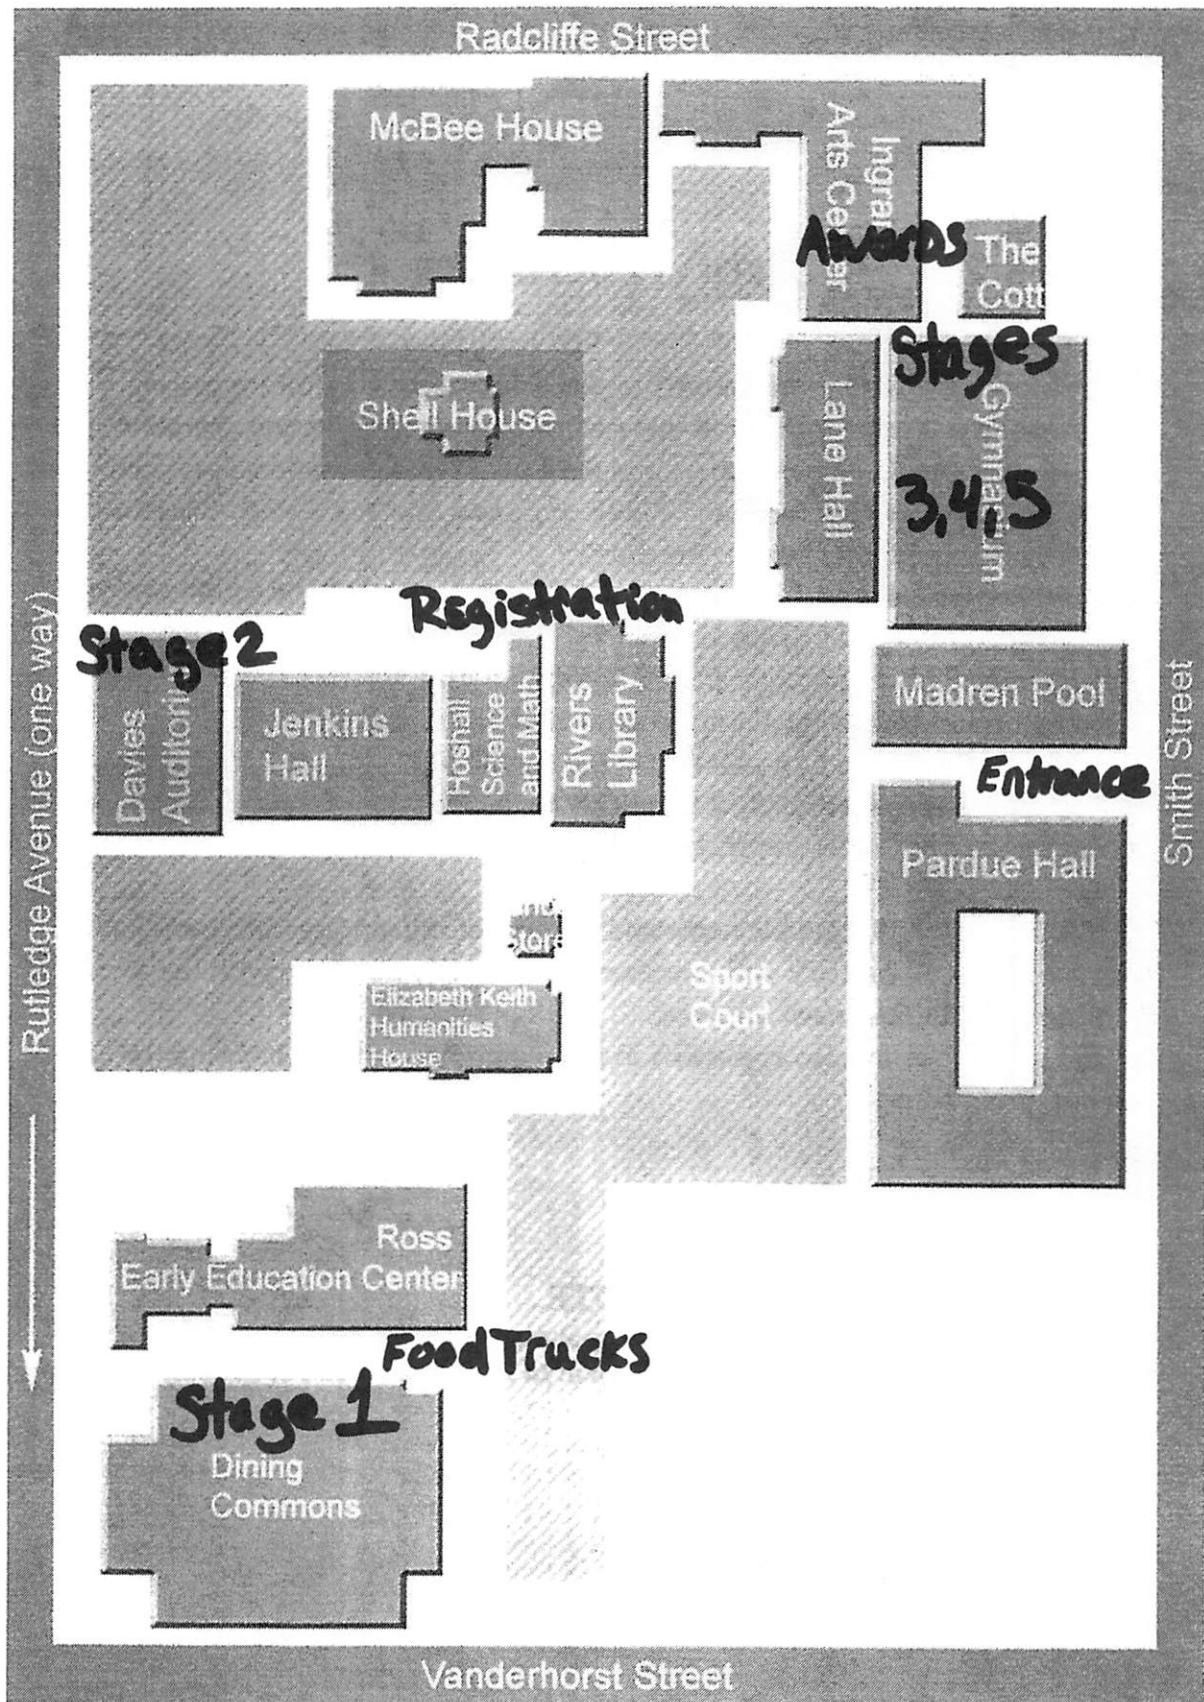 Radcliffe Street
McBee House
Ingram
Arts Center
Awards
The
Cott
Stages
Shell House
Lane Hall
Gymnasium
3,4,5
Registration
Stage 2
Davies
Auditorium
Jenkins
Hall
Hoshall
Science
and Math
Rivers
Library
Madren Pool
Entrance
Pardue Hall
Rutledge Avenue (one way)
Smith Street
Store
Sport
Court
Elizabeth Keith
Humanities
House
Ross
Early Education Center
Food Trucks
Stage 1
Dining
Commons
Vanderhorst Street